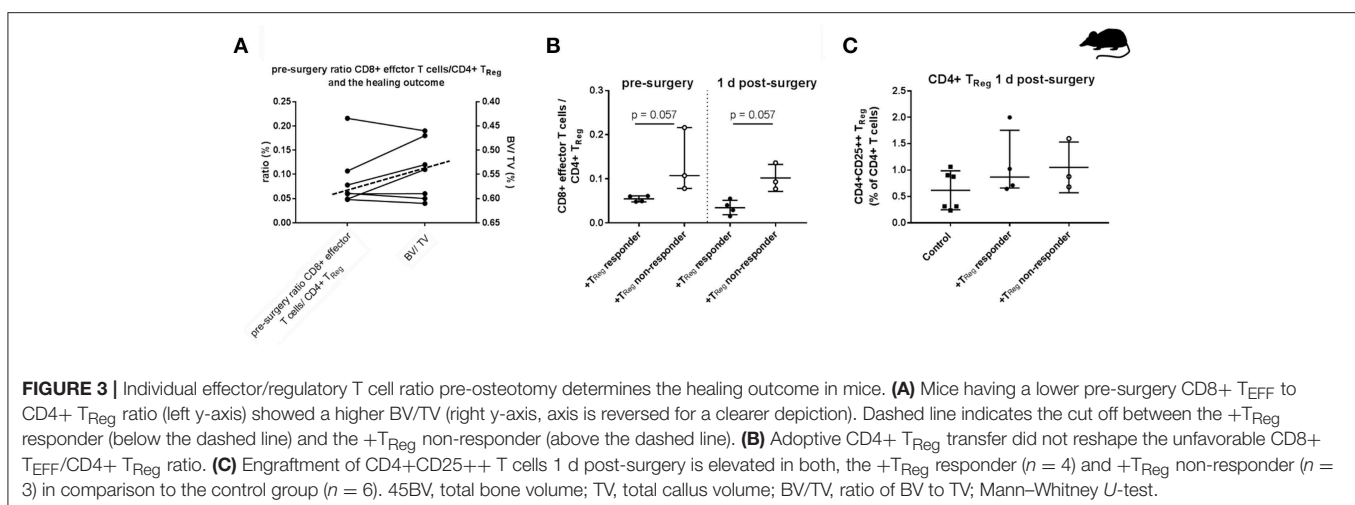 A
pre-surgery ratio CD8+ effctor T cells/CD4+ TReg
and the healing outcome
0.25
0.20
0.15
0.10
0.05
0.00
ratio (%)
0.40
0.45
0.50
0.55
0.60
0.65
BV/ TV (%)
pre-surgery ratio CD8+ effector
T cells/ CD4+ TReg
BV/ TV
B
pre-surgery
1 d post-surgery
p = 0.057
p = 0.057
0.3
0.2
0.1
0.0
CD8+ effector T cells /
CD4+ TReg
+TReg responder
+TReg non-responder
+TReg responder
+TReg non-responder
C
CD4+ TReg 1 d post-surgery
2.5
2.0
1.5
1.0
0.5
0.0
CD4+CD25++ TReg
(% of CD4+ T cells)
Control
+TReg responder
+TReg non-responder
FIGURE 3 | Individual effector/regulatory T cell ratio pre-osteotomy determines the healing outcome in mice. (A) Mice having a lower pre-surgery CD8+ TEFF to
CD4+ TReg ratio (left y-axis) showed a higher BV/TV (right y-axis, axis is reversed for a clearer depiction). Dashed line indicates the cut off between the +TReg
responder (below the dashed line) and the +TReg non-responder (above the dashed line). (B) Adoptive CD4+ TReg transfer did not reshape the unfavorable CD8+
TEFF/CD4+ TReg ratio. (C) Engraftment of CD4+CD25++ T cells 1 d post-surgery is elevated in both, the +TReg responder (n = 4) and +TReg non-responder (n =
3) in comparison to the control group (n = 6). 45BV, total bone volume; TV, total callus volume; BV/TV, ratio of BV to TV; Mann–Whitney U-test.